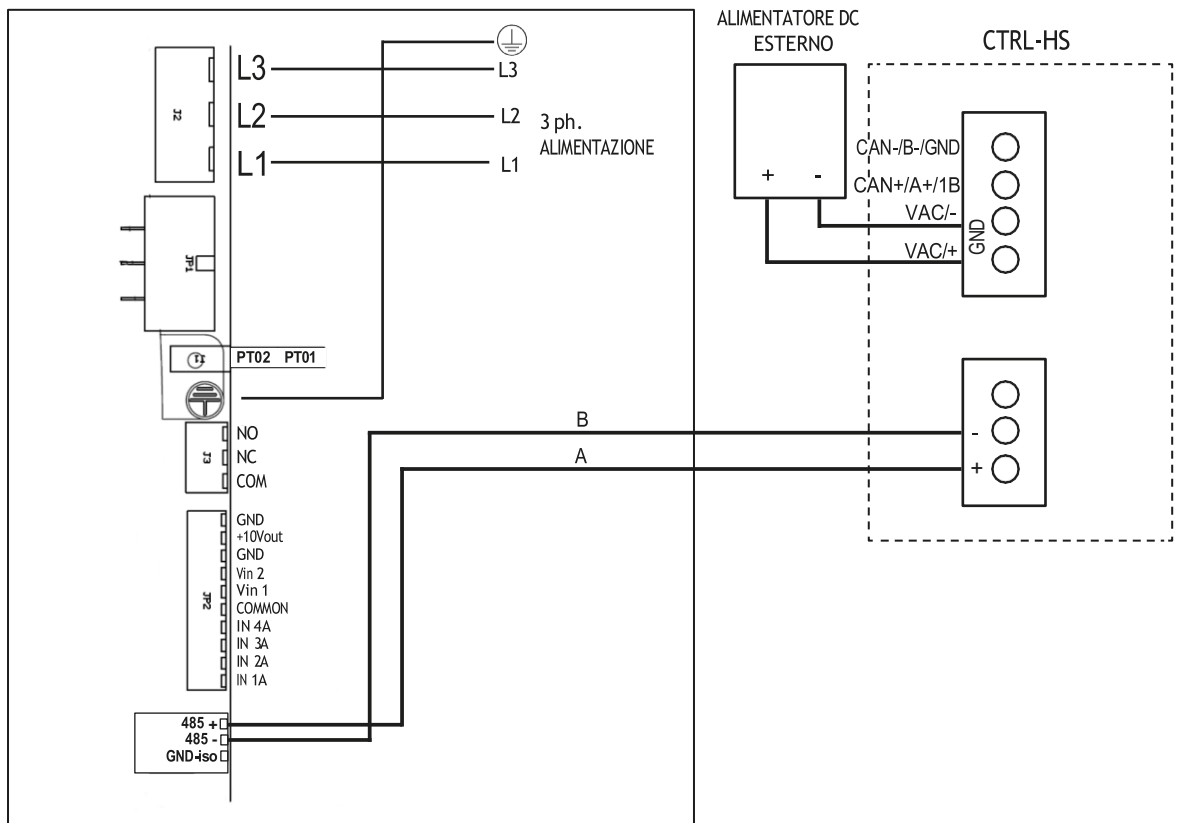 J2
L3
L2
L1
L3
L2
L1
3 ph.
ALIMENTAZIONE
ALIMENTATORE DC
ESTERNO
+ -
CTRL-HS
CAN-/B-/GND
CAN+/A+/1B
VAC/-
VAC/+
GND
JP1
J1
PT02 PT01
J3
NO
NC
COM
B
A
-
+
JP2
GND
+10Vout
GND
Vin 2
Vin 1
COMMON
IN 4A
IN 3A
IN 2A
IN 1A
485 +
485 -
GND-iso